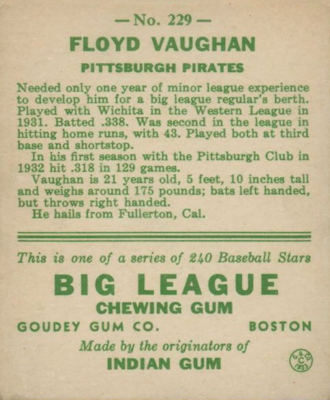 — No. 229 —
FLOYD VAUGHAN
PITTSBURGH PIRATES
Needed only one year of minor league experience
to develop him for a big league regular's berth.
Played with Wichita in the Western League in
1931. Batted .338. Was second in the league in
hitting home runs, with 43. Played both at third
base and shortstop.
In his first season with the Pittsburgh Club in
1932 hit .318 in 129 games.
Vaughan is 21 years old, 5 feet, 10 inches tall
and weighs around 175 pounds; bats left handed,
but throws right handed.
He hails from Fullerton, Cal.
This is one of a series of 240 Baseball Stars
BIG LEAGUE
CHEWING GUM
GOUDEY GUM CO. BOSTON
Made by the originators of
INDIAN GUM